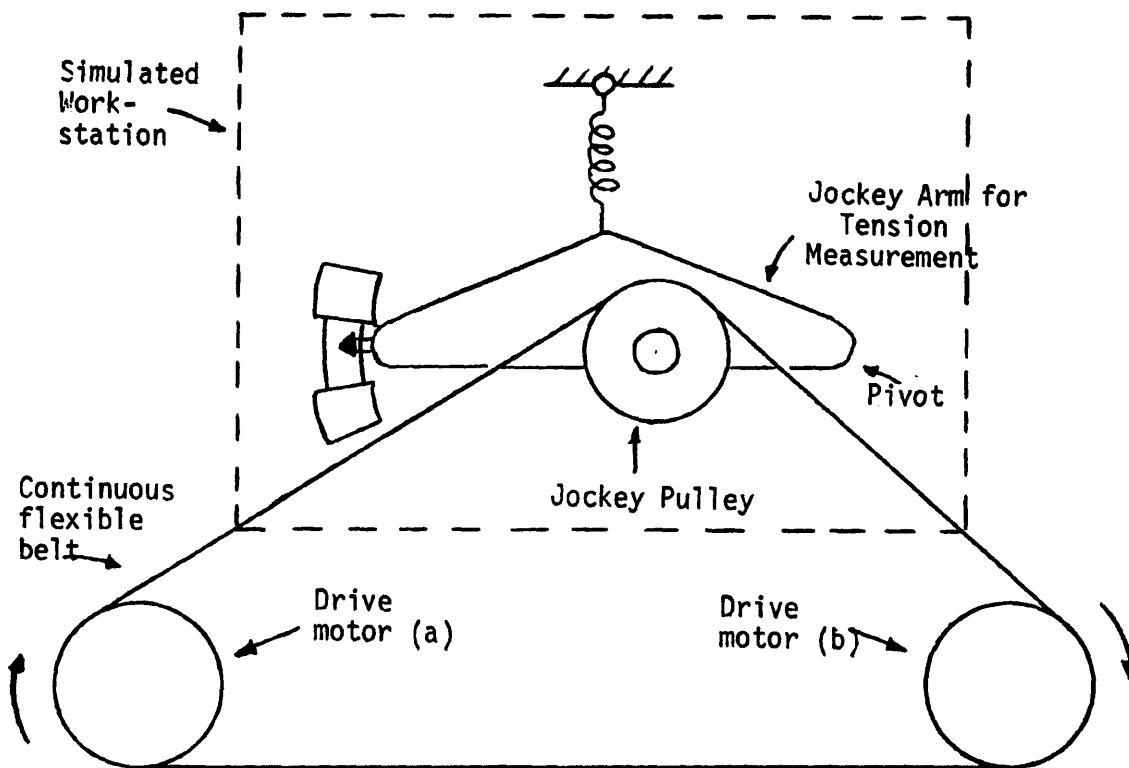 Simulated
Work-
station
Jockey Arm for
Tension
Measurement
Pivot
Jockey Pulley
Continuous
flexible
belt
Drive
motor (a)
Drive
motor (b)